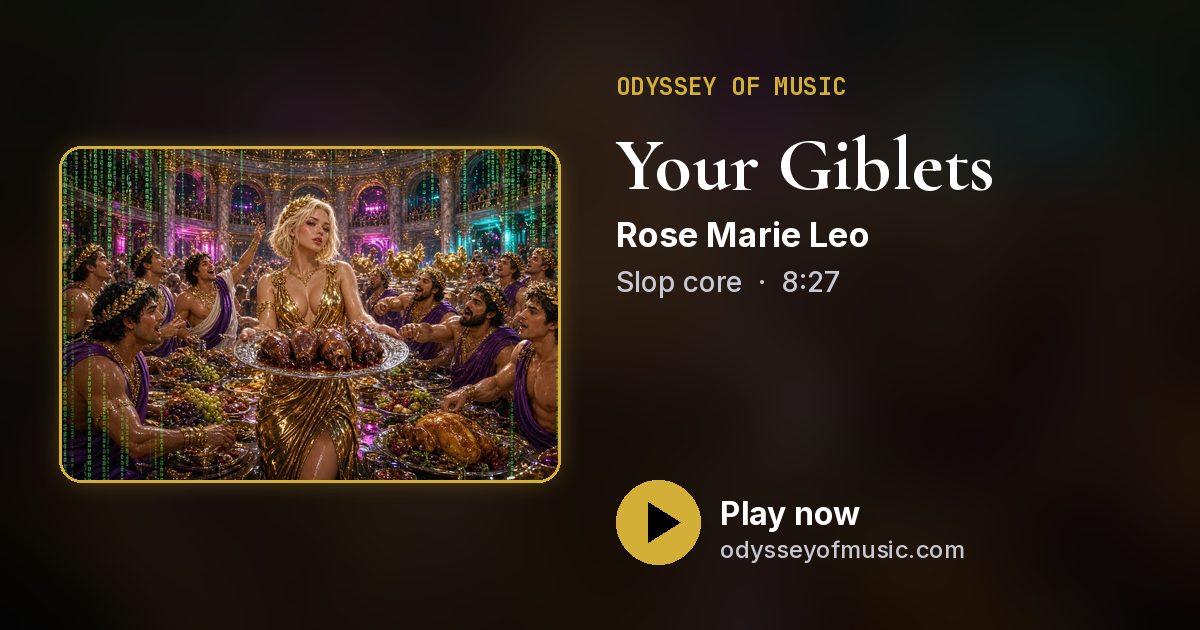 ODYSSEY OF MUSIC
Your Giblets
Rose Marie Leo
Slop core · 8:27
Play now
odysseyofmusic.com